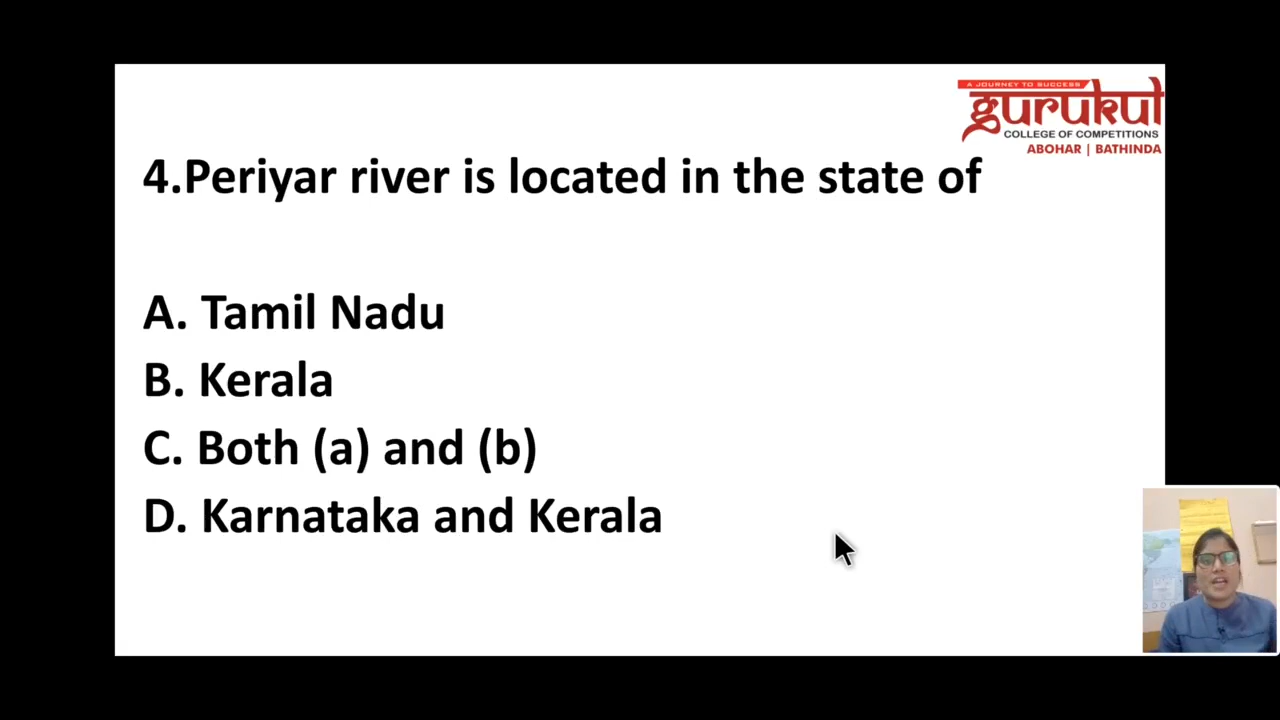 A JOURNEY TO SUCCESS
gurukul
COLLEGE OF COMPETITIONS
ABOHAR | BATHINDA
4.Periyar river is located in the state of
A. Tamil Nadu
B. Kerala
C. Both (a) and (b)
D. Karnataka and Kerala